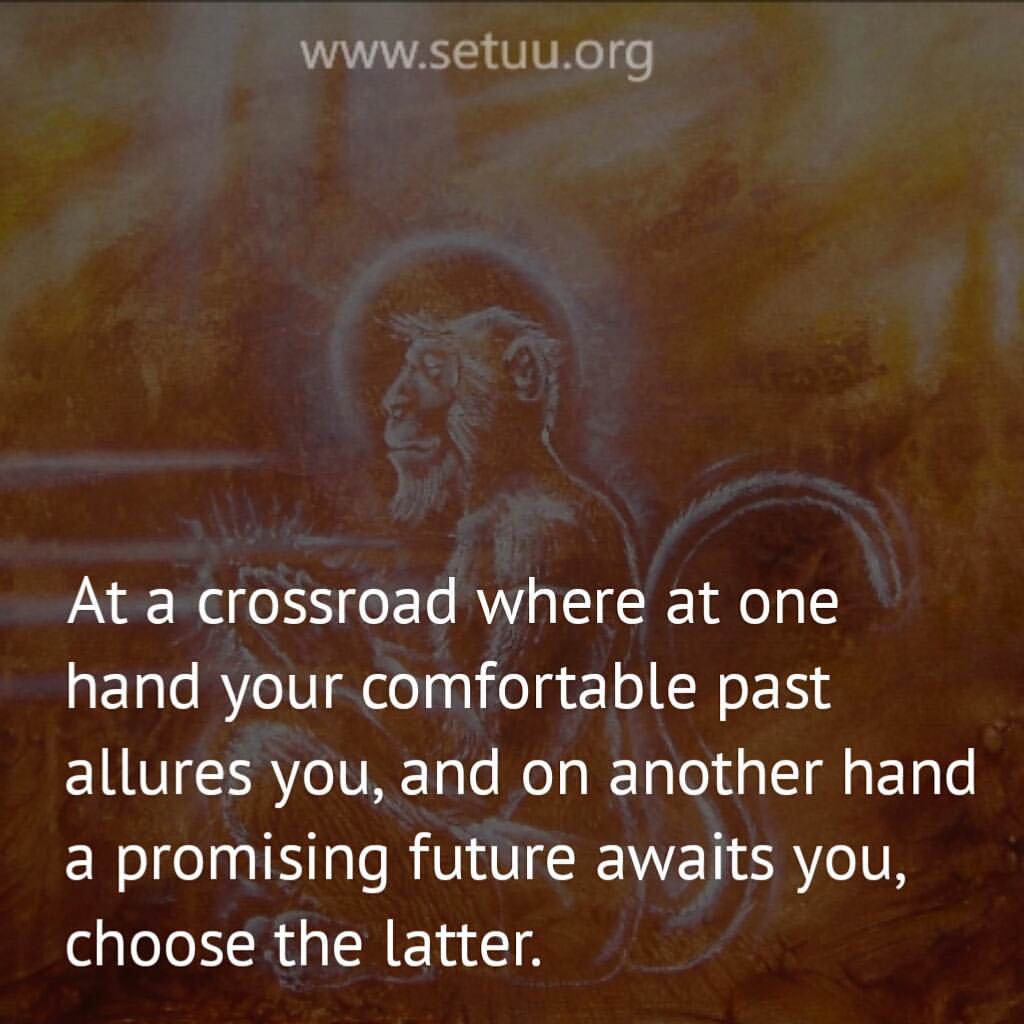 www.setuu.org
At a crossroad where at one
hand your comfortable past
allures you, and on another hand
a promising future awaits you,
choose the latter.